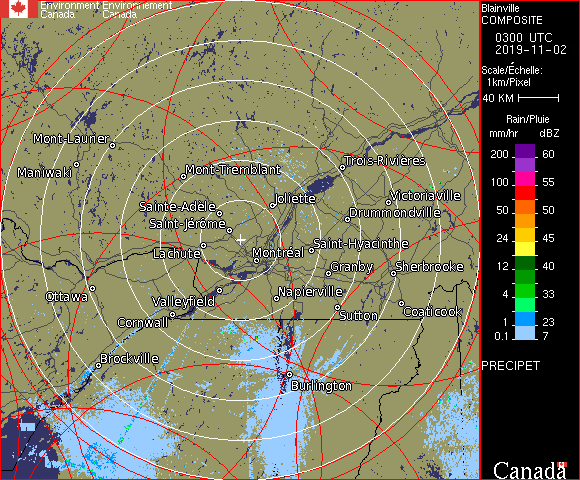 Environment Environnement
Canada Canada
Blainville
COMPOSITE
0300 UTC
2019-11-02
Scale/Échelle:
1km/Pixel
40 KM
Rain/Pluie
mm/hr dBZ
200 60
100 55
50 50
24 45
12 40
4 33
1 23
0.1 7
PRECIPET
Canada
Mont-Laurier
Maniwaki
Mont-Tremblant
Trois-Rivières
Joliette
Victoriaville
Sainte-Adèle
Drummondville
Saint-Jérôme
Lachute
Montréal
Saint-Hyacinthe
Granby
Sherbrooke
Ottawa
Valleyfield
Napierville
Cornwall
Sutton
Coaticook
Brockville
Burlington